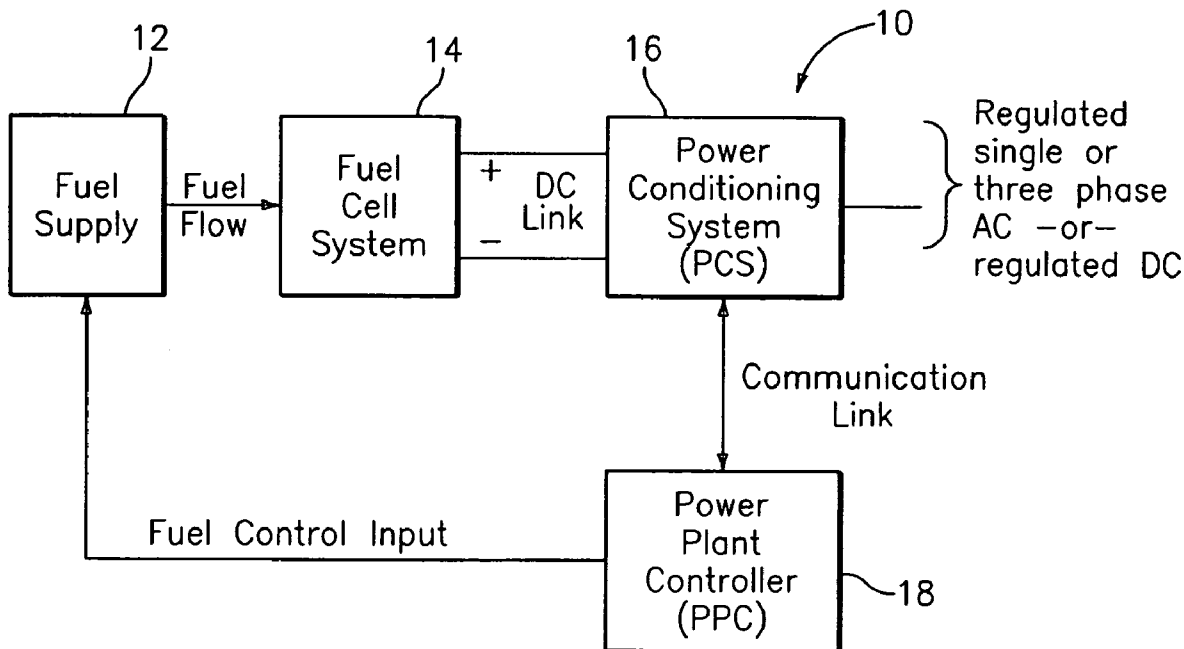 10
12
14
16
Fuel
Supply
Fuel
Flow
Fuel
Cell
System
+
DC
Link
−
Power
Conditioning
System
(PCS)
Regulated
single or
three phase
AC −or−
regulated DC
Communication
Link
Fuel Control Input
Power
Plant
Controller
(PPC)
18